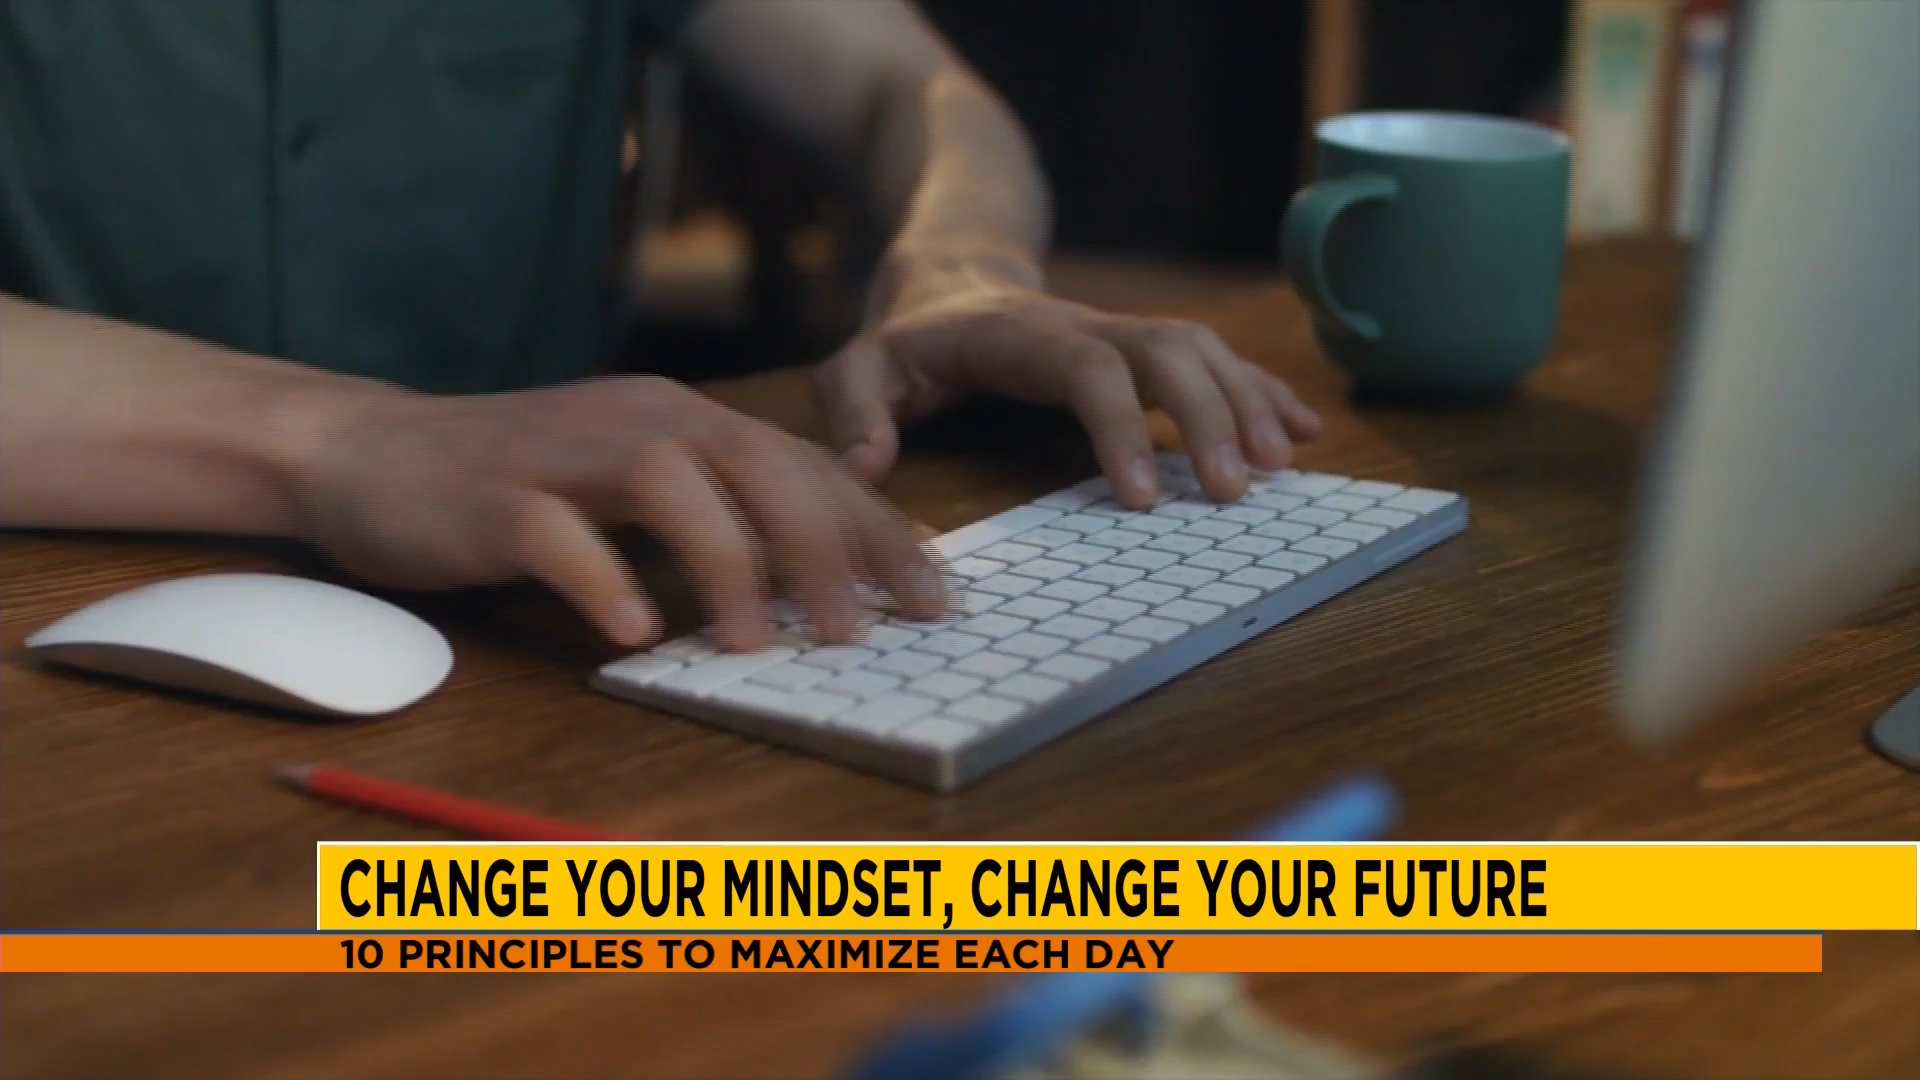 CHANGE YOUR MINDSET, CHANGE YOUR FUTURE
10 PRINCIPLES TO MAXIMIZE EACH DAY